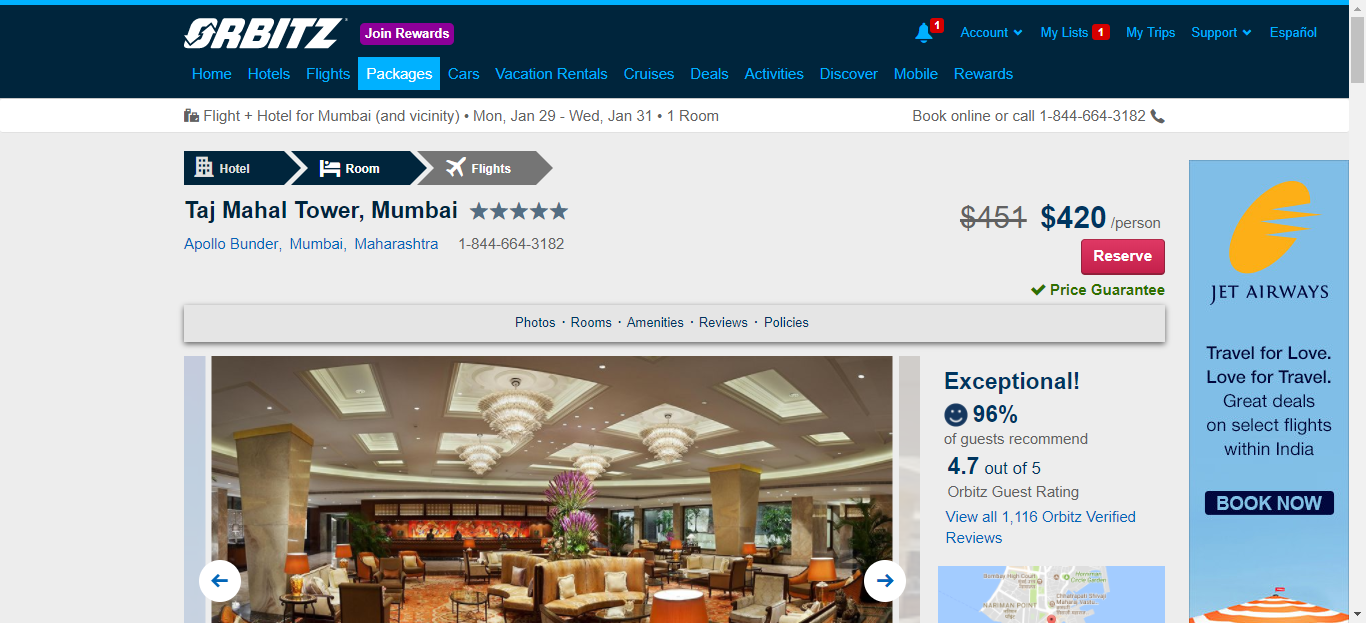 ORBITZ Join Rewards
1 Account My Lists 1 My Trips Support Español
Home Hotels Flights Packages Cars Vacation Rentals Cruises Deals Activities Discover Mobile Rewards
Flight + Hotel for Mumbai (and vicinity) • Mon, Jan 29 - Wed, Jan 31 • 1 Room
Book online or call 1-844-664-3182
Hotel Room Flights
Taj Mahal Tower, Mumbai
Apollo Bunder, Mumbai, Maharashtra 1-844-664-3182
$451 $420 /person
Reserve
Price Guarantee
Photos · Rooms · Amenities · Reviews · Policies
Exceptional!
96%
of guests recommend
4.7 out of 5
Orbitz Guest Rating
View all 1,116 Orbitz Verified
Reviews
NARIMAN POINT
JET AIRWAYS
Travel for Love.
Love for Travel.
Great deals
on select flights
within India
BOOK NOW